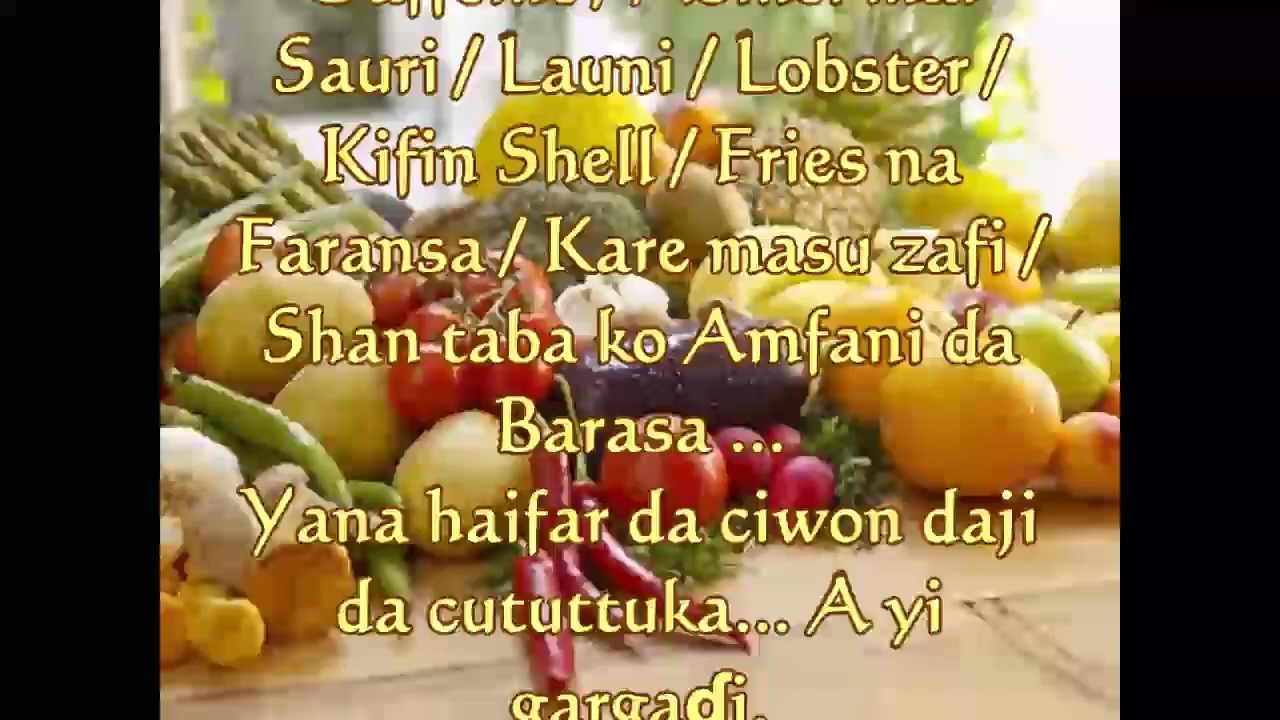 Sauri / Launi / Lobster /
Kifin Shell / Fries na
Faransa / Kare masu zafi /
Shan taba ko Amfani da
Barasa ...
Yana haifar da ciwon daji
da cututtuka... A yi
gargaɗi.